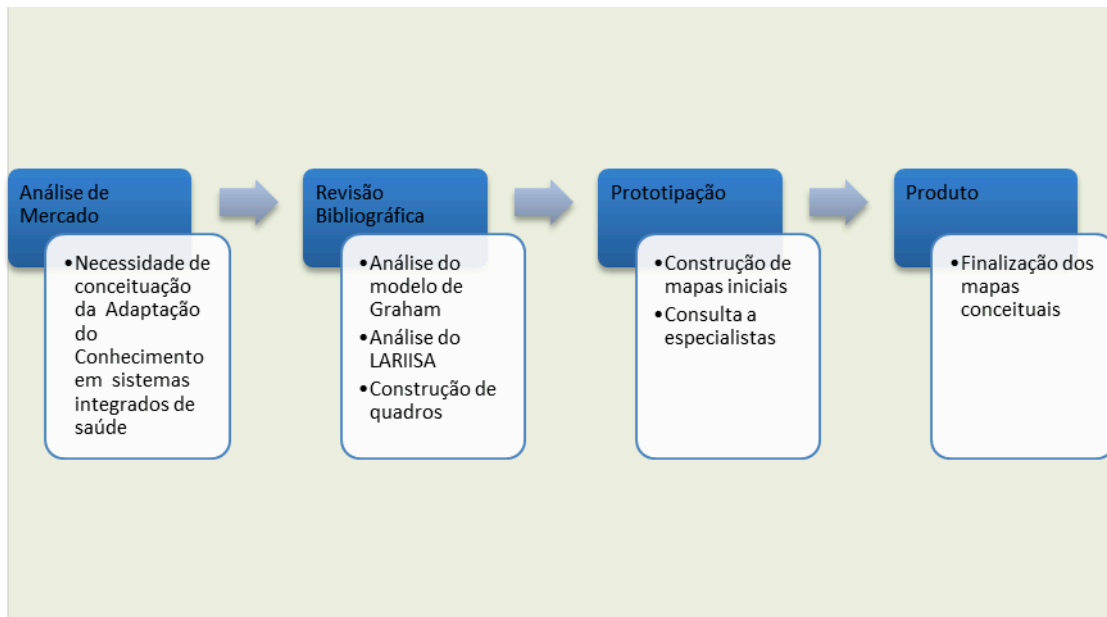 Análise de
Mercado
•Necessidade de
conceituação
da Adaptação
do
Conhecimento
em sistemas
integrados de
saúde
Revisão
Bibliográfica
•Análise do
modelo de
Graham
•Análise do
LARIISA
•Construção de
quadros
Prototipação
•Construção de
mapas iniciais
•Consulta a
especialistas
Produto
•Finalização dos
mapas
conceituais